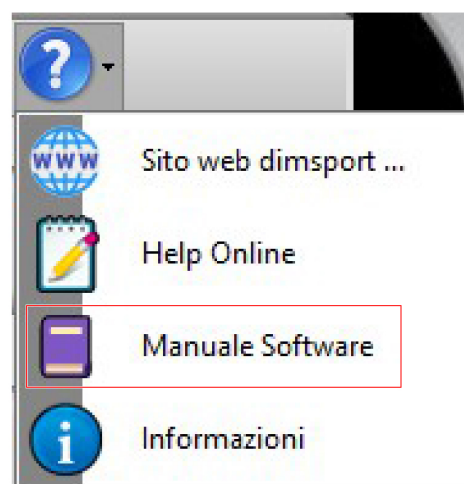 ?
www
Sito web dimsport ...
Help Online
Manuale Software
i
Informazioni